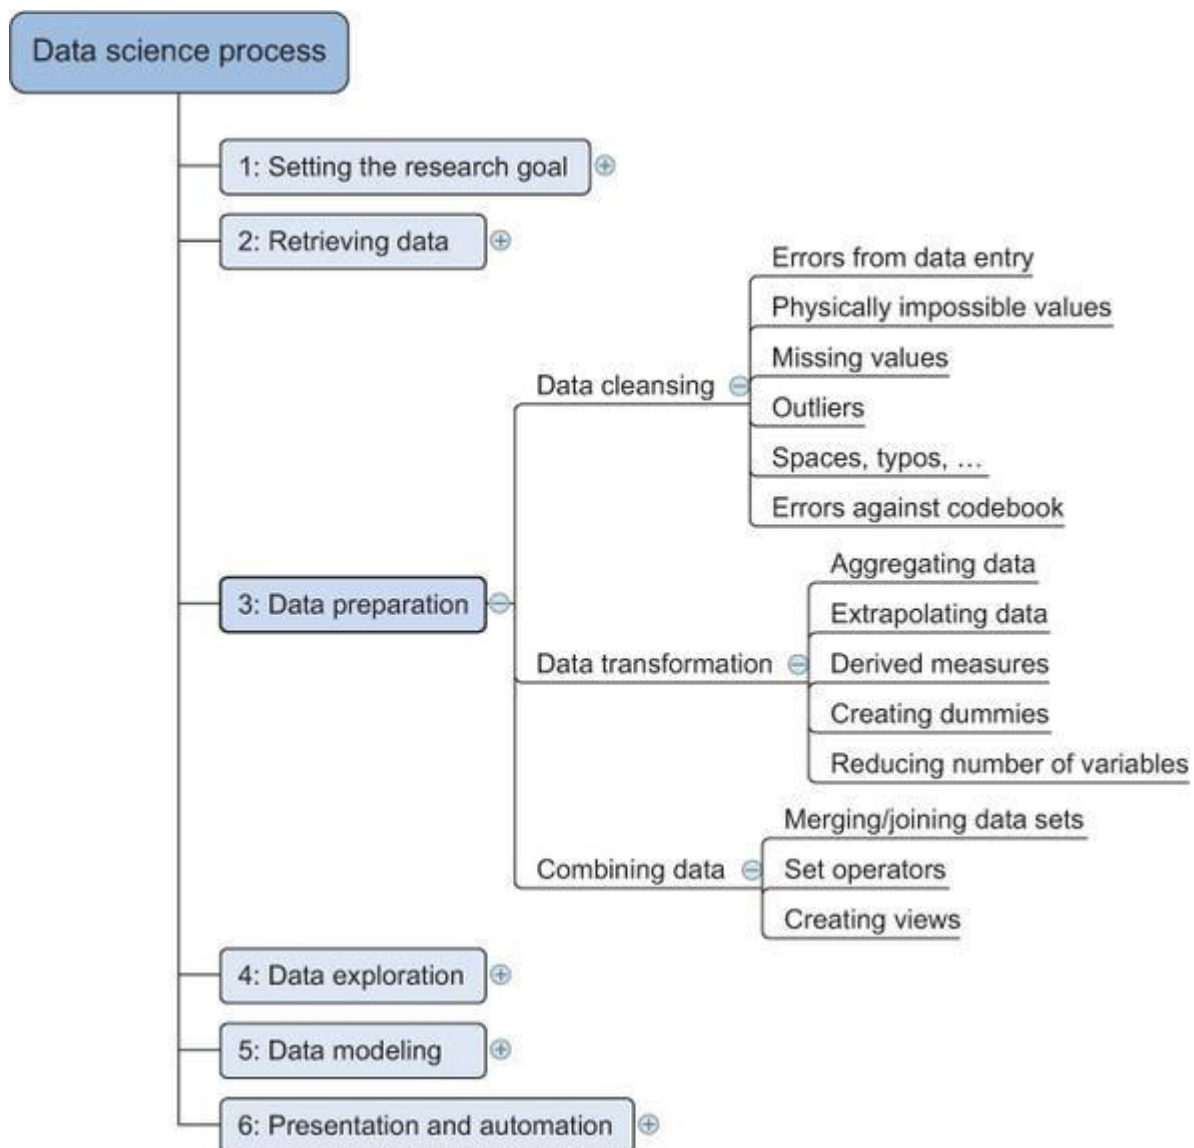 Data science process
1: Setting the research goal
2: Retrieving data
Errors from data entry
Physically impossible values
Missing values
Data cleansing
Outliers
Spaces, typos, …
Errors against codebook
3: Data preparation
Aggregating data
Extrapolating data
Data transformation
Derived measures
Creating dummies
Reducing number of variables
Merging/joining data sets
Combining data
Set operators
Creating views
4: Data exploration
5: Data modeling
6: Presentation and automation